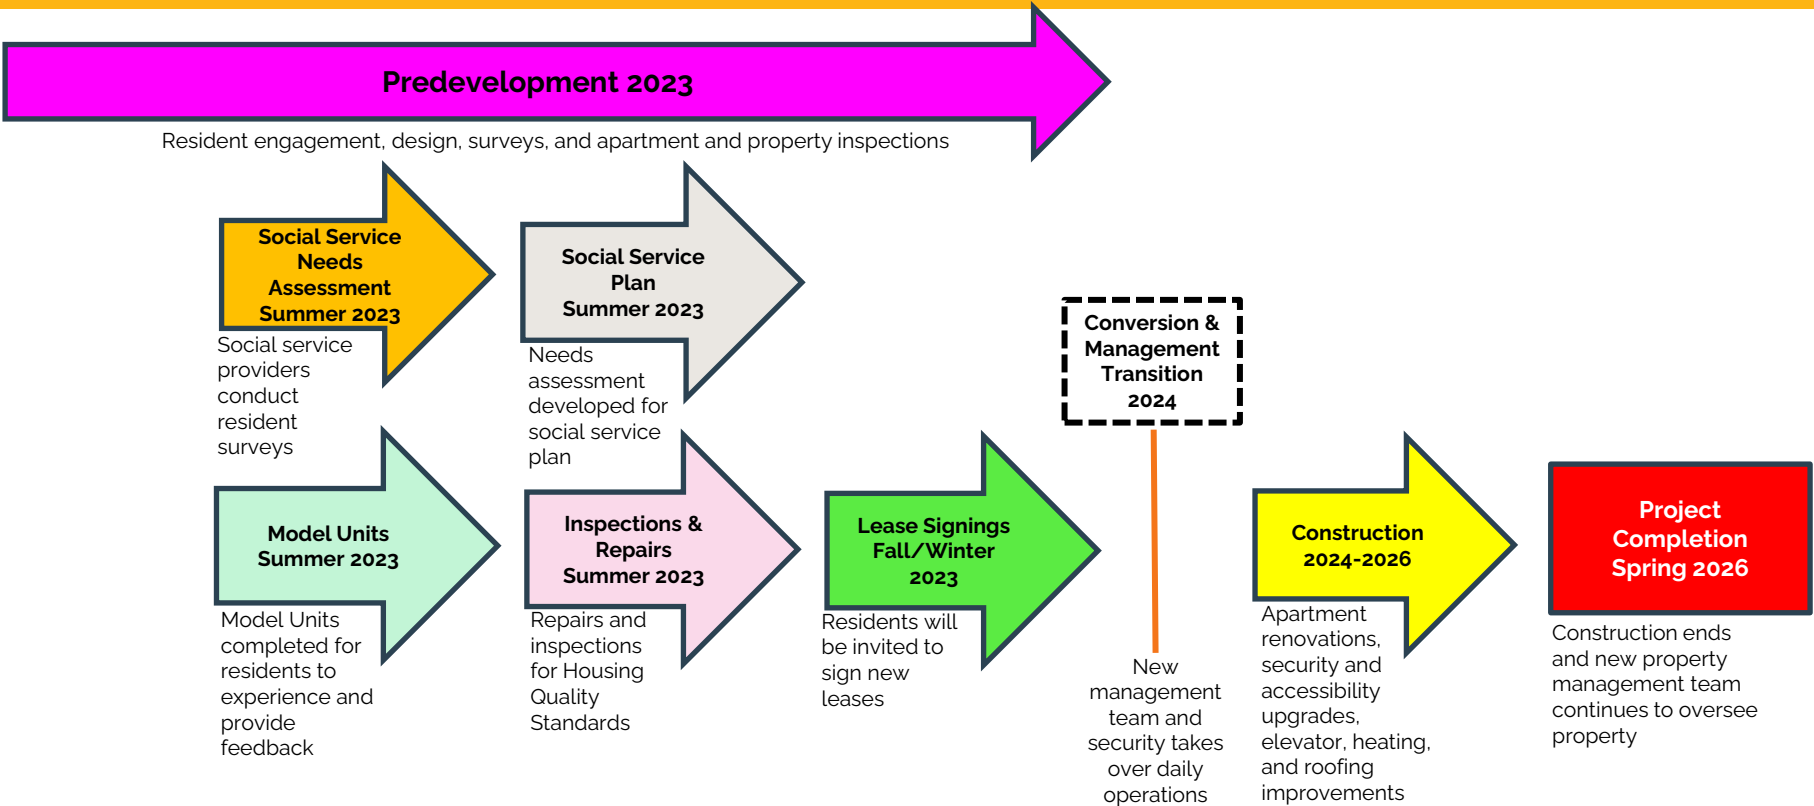 Predevelopment 2023
Resident engagement, design, surveys, and apartment and property inspections
Social Service
Needs
Assessment
Summer 2023
Social service
providers
conduct
resident
surveys
Social Service
Plan
Summer 2023
Needs
assessment
developed for
social service
plan
Conversion &
Management
Transition
2024
Model Units
Summer 2023
Model Units
completed for
residents to
experience and
provide
feedback
Inspections &
Repairs
Summer 2023
Repairs and
inspections
for Housing
Quality
Standards
Lease Signings
Fall/Winter
2023
Residents will
be invited to
sign new
leases
New
management
team and
security takes
over daily
operations
Construction
2024-2026
Apartment
renovations,
security and
accessibility
upgrades,
elevator, heating,
and roofing
improvements
Project
Completion
Spring 2026
Construction ends
and new property
management team
continues to oversee
property